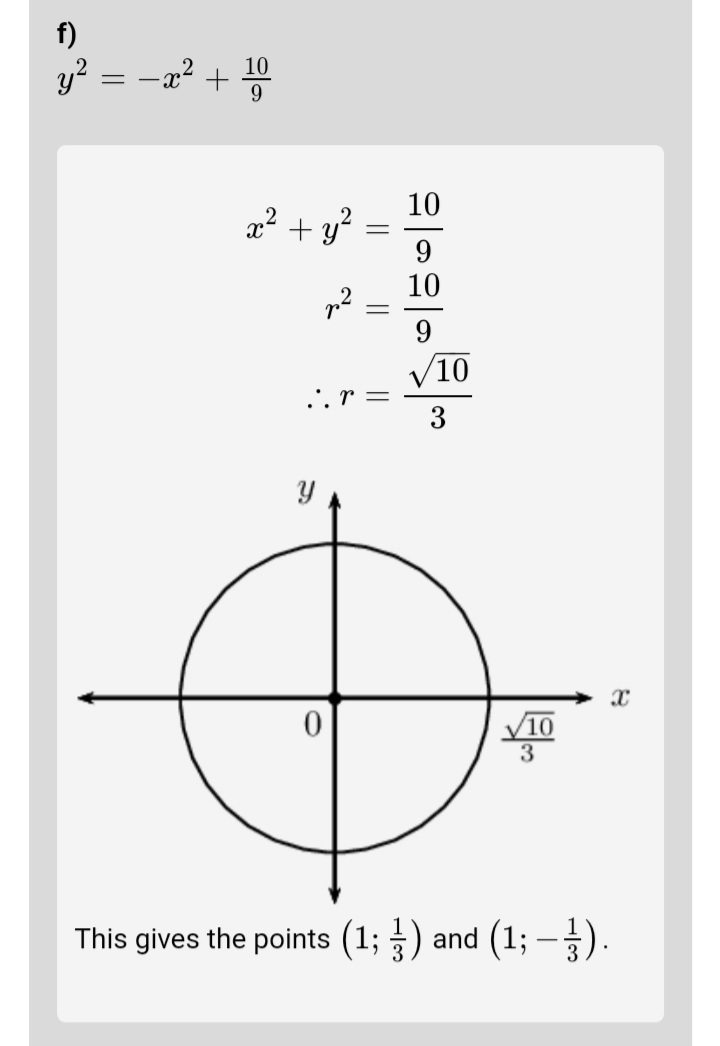 f)
y² = −x² + 10/9
x² + y² = 10/9
r² = 10/9
∴ r = √10/3
y
x
0
√10/3
This gives the points (1; 1/3) and (1; −1/3).